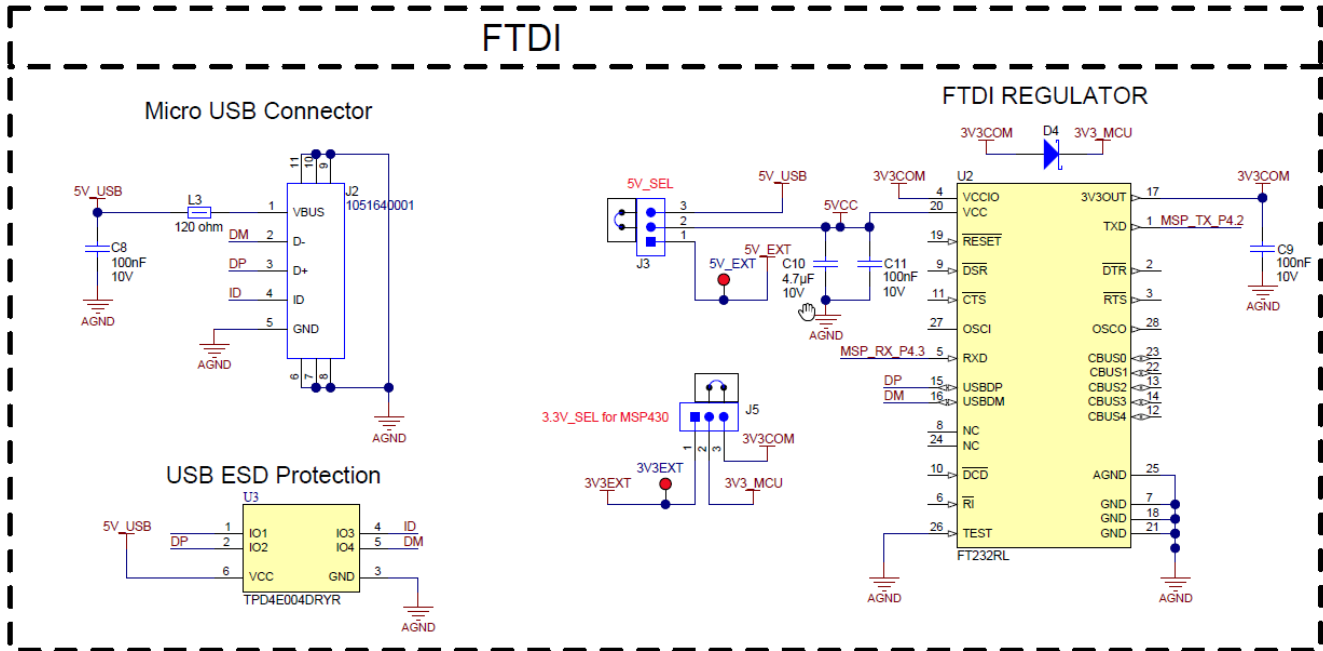 FTDI
Micro USB Connector
FTDI REGULATOR
3V3COM
D4
3V3_MCU
11
10
9
5V_USB
L3
120 ohm
J2
1051640001
1
VBUS
DM
2
D-
DP
3
D+
ID
4
ID
5
GND
C8
100nF
10V
AGND
AGND
6
7
8
AGND
5V_SEL
5V_USB
3
2
1
J3
5V_EXT
5V_EXT
5VCC
C10
4.7µF
10V
C11
100nF
10V
AGND
3V3COM
U2
4
VCCIO
20
VCC
19
RESET
9
DSR
11
CTS
27
OSCI
MSP_RX_P4.3
5
RXD
DP
15
USBDP
DM
16
USBDM
8
NC
24
NC
10
DCD
6
RI
26
TEST
FT232RL
AGND
3V3OUT
17
3V3COM
TXD
1
MSP_TX_P4.2
DTR
2
RTS
3
OSCO
28
CBUS0
23
CBUS1
22
CBUS2
13
CBUS3
14
CBUS4
12
AGND
25
GND
7
GND
18
GND
21
AGND
C9
100nF
10V
AGND
3.3V_SEL for MSP430
J5
1
2
3
3V3COM
3V3EXT
3V3EXT
3V3_MCU
USB ESD Protection
U3
5V_USB
1
IO1
DP
2
IO2
6
VCC
IO3
4
ID
IO4
5
DM
GND
3
TPD4E004DRYR
AGND